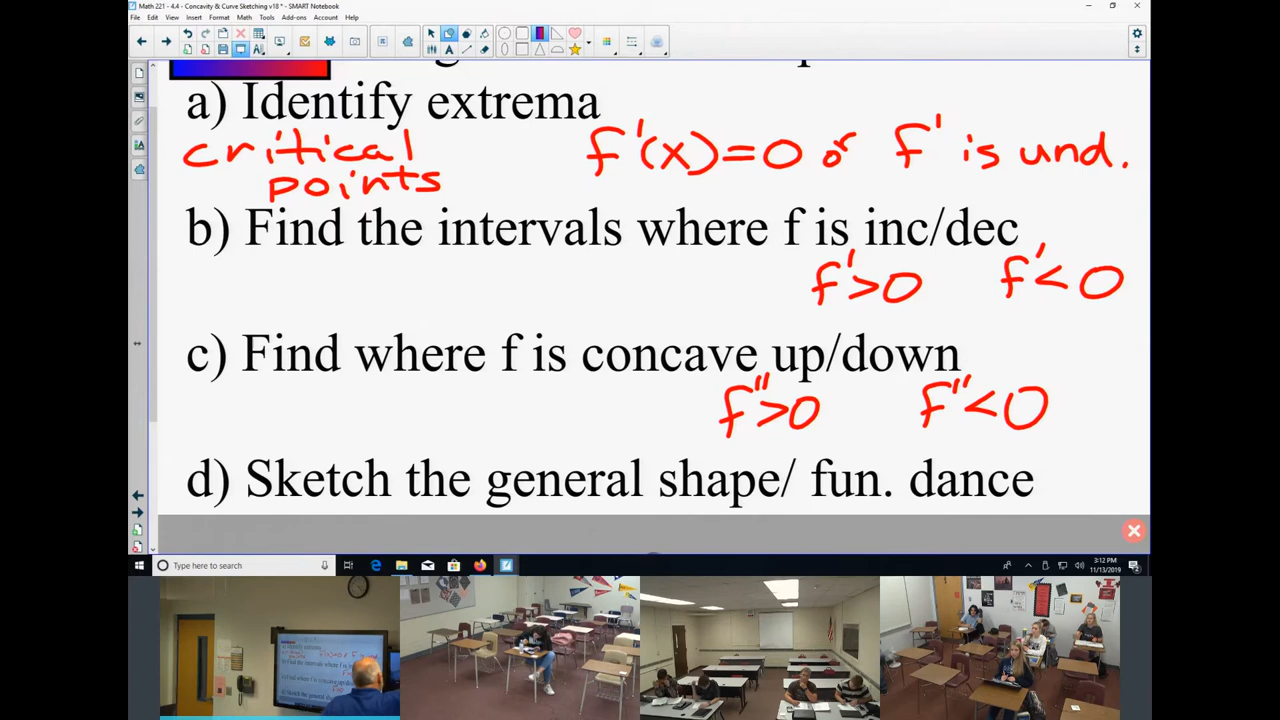 Math 221 - 4.4 - Concavity & Curve Sketching v18 * - SMART Notebook
File Edit View Insert Format Math Tools Add-ons Account Help
a) Identify extrema
critical points f'(x)=0 or f' is und.
b) Find the intervals where f is inc/dec
f'>0 f'<0
c) Find where f is concave up/down
f''>0 f''<0
d) Sketch the general shape/ fun. dance
Type here to search
3:12 PM
11/13/2019